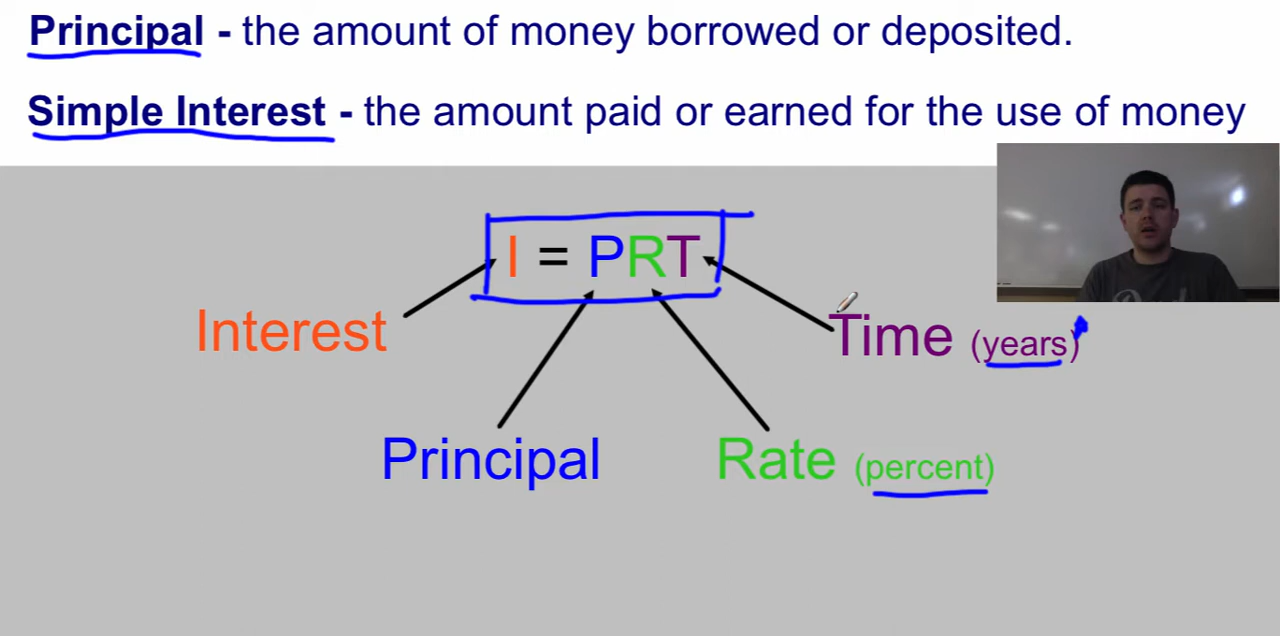 Principal - the amount of money borrowed or deposited.
Simple Interest - the amount paid or earned for the use of money
I = PRT
Interest
Time (years)
Principal
Rate (percent)